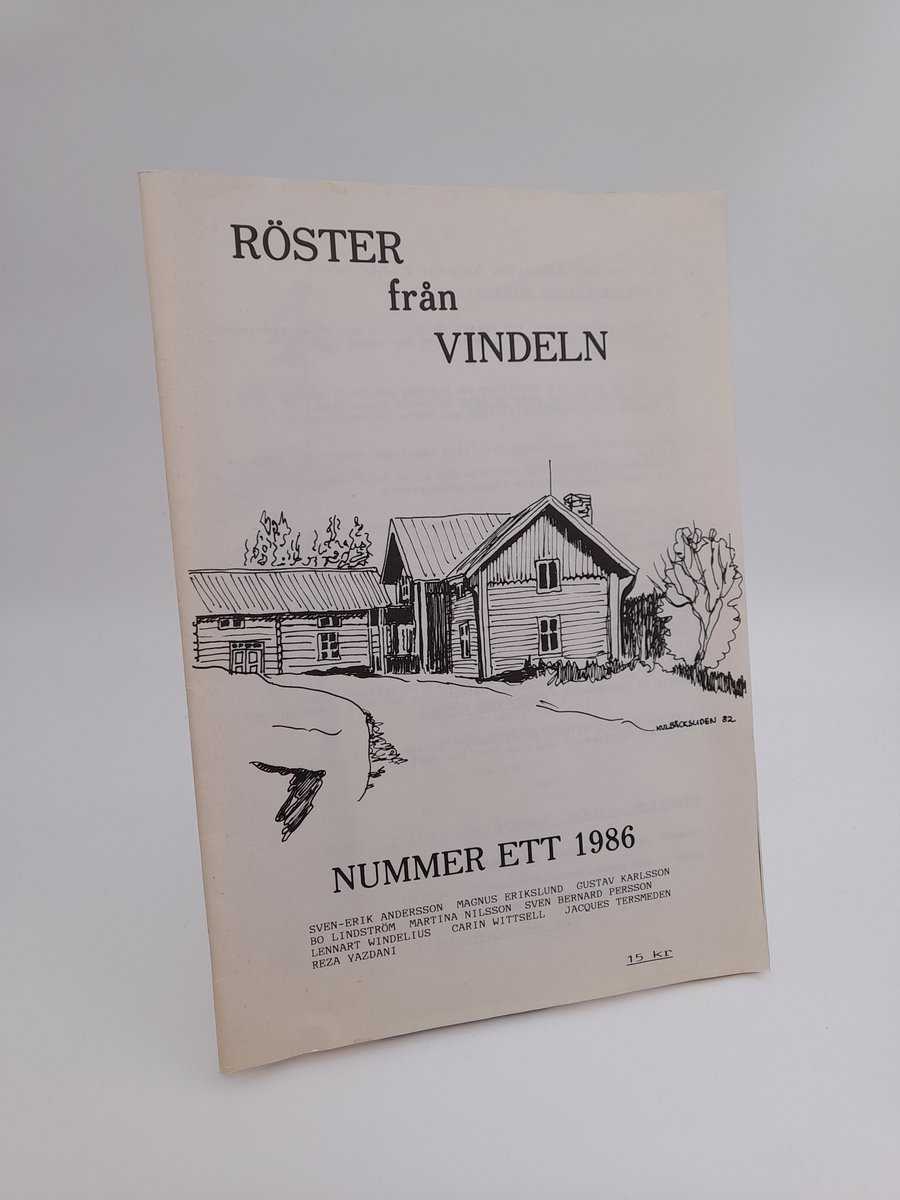 RÖSTER
från
VINDELN
KULBÄCKSLIDEN 82
NUMMER ETT 1986
SVEN-ERIK ANDERSSON MAGNUS ERIKSLUND GUSTAV KARLSSON
BO LINDSTRÖM MARTINA NILSSON SVEN BERNARD PERSSON
LENNART WINDELIUS CARIN WITTSELL JACQUES TERSMEDEN
REZA YAZDANI
15 kr